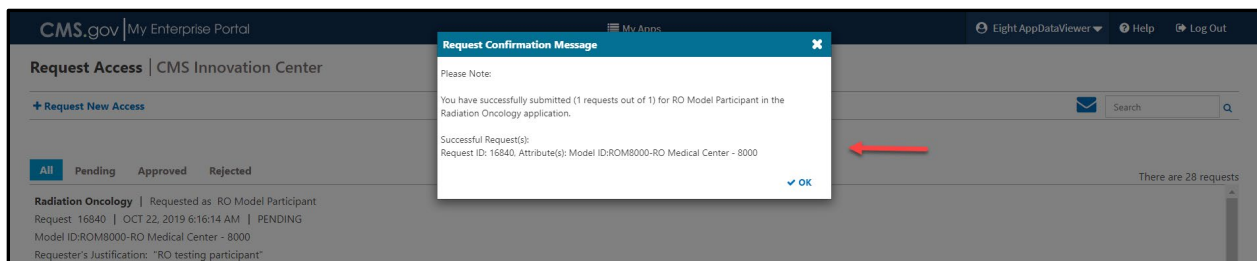 CMS.gov | My Enterprise Portal
My Apps
Eight AppDataViewer
Help
Log Out
Request Access | CMS Innovation Center
+ Request New Access
Search
Request Confirmation Message
Please Note:
You have successfully submitted (1 requests out of 1) for RO Model Participant in the
Radiation Oncology application.
Successful Request(s):
Request ID: 16840, Attribute(s): Model ID:ROM8000-RO Medical Center - 8000
OK
All Pending Approved Rejected
There are 28 requests
Radiation Oncology | Requested as RO Model Participant
Request 16840 | OCT 22, 2019 6:16:14 AM | PENDING
Model ID:ROM8000-RO Medical Center - 8000
Requester's Justification: "RO testing participant"